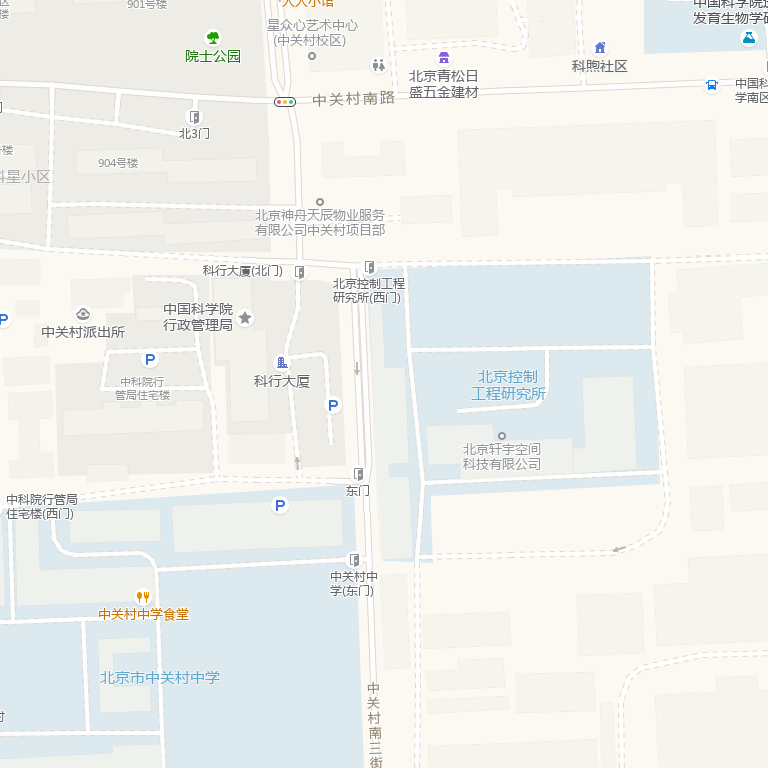 901号楼
人人小馆
星众心艺术中心
(中关村校区)
院士公园
北京青松日
盛五金建材
科煦社区
发育生物学研
中国科
学南区
中关村南路
北3门
904号楼
科星小区
北京神舟天辰物业服务
有限公司中关村项目部
科行大厦(北门)
北京控制工程
研究所(西门)
中国科学院
行政管理局
中关村派出所
P
P
科行大厦
中科院行
管局住宅楼
P
北京控制
工程研究所
北京轩宇空间
科技有限公司
东门
中科院行管局
住宅楼(西门)
P
中关村中
学(东门)
中关村中学食堂
北京市中关村中学
村
中关村南三街